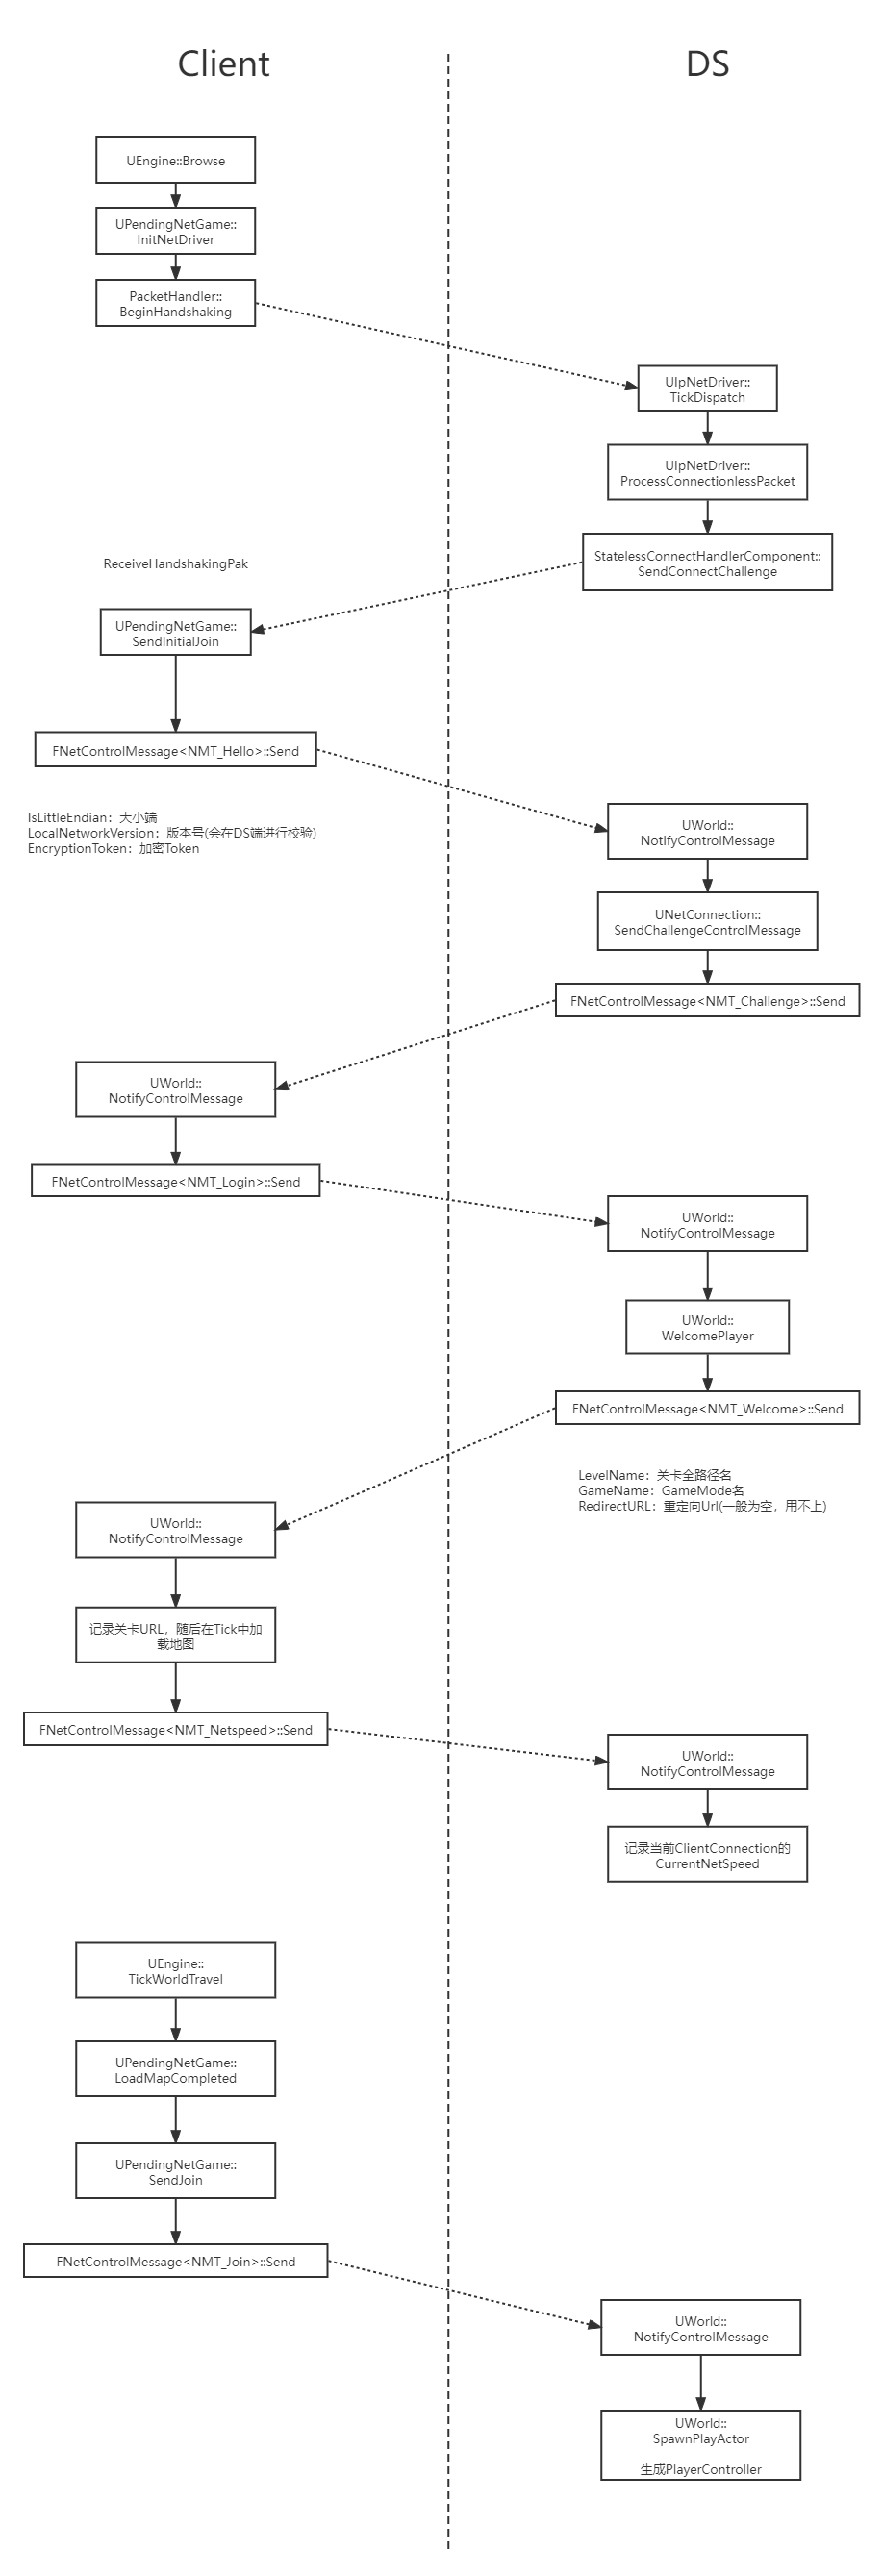 Client
DS
UEngine::Browse
UPendingNetGame::
InitNetDriver
PacketHandler::
BeginHandshaking
UIpNetDriver::
TickDispatch
UIpNetDriver::
ProcessConnectionlessPacket
StatelessConnectHandlerComponent::
SendConnectChallenge
ReceiveHandshakingPak
UPendingNetGame::
SendInitialJoin
FNetControlMessage<NMT_Hello>::Send
IsLittleEndian：大小端
LocalNetworkVersion：版本号(会在DS端进行校验)
EncryptionToken：加密Token
UWorld::
NotifyControlMessage
UNetConnection::
SendChallengeControlMessage
FNetControlMessage<NMT_Challenge>::Send
UWorld::
NotifyControlMessage
FNetControlMessage<NMT_Login>::Send
UWorld::
NotifyControlMessage
UWorld::
WelcomePlayer
FNetControlMessage<NMT_Welcome>::Send
LevelName：关卡全路径名
GameName：GameMode名
RedirectURL：重定向Url(一般为空，用不上)
UWorld::
NotifyControlMessage
记录关卡URL，随后在Tick中加
载地图
FNetControlMessage<NMT_Netspeed>::Send
UWorld::
NotifyControlMessage
记录当前ClientConnection的
CurrentNetSpeed
UEngine::
TickWorldTravel
UPendingNetGame::
LoadMapCompleted
UPendingNetGame::
SendJoin
FNetControlMessage<NMT_Join>::Send
UWorld::
NotifyControlMessage
UWorld::
SpawnPlayActor
生成PlayerController